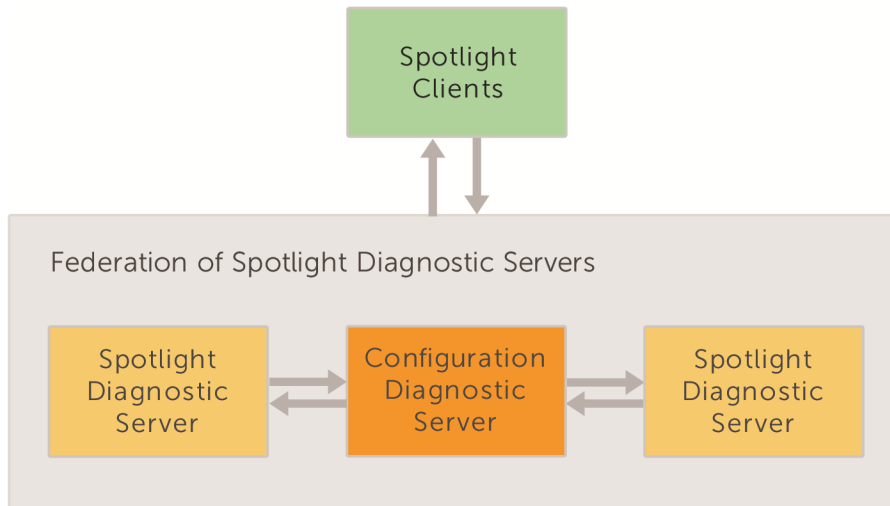 Spotlight
Clients
Federation of Spotlight Diagnostic Servers
Spotlight
Diagnostic
Server
Configuration
Diagnostic
Server
Spotlight
Diagnostic
Server